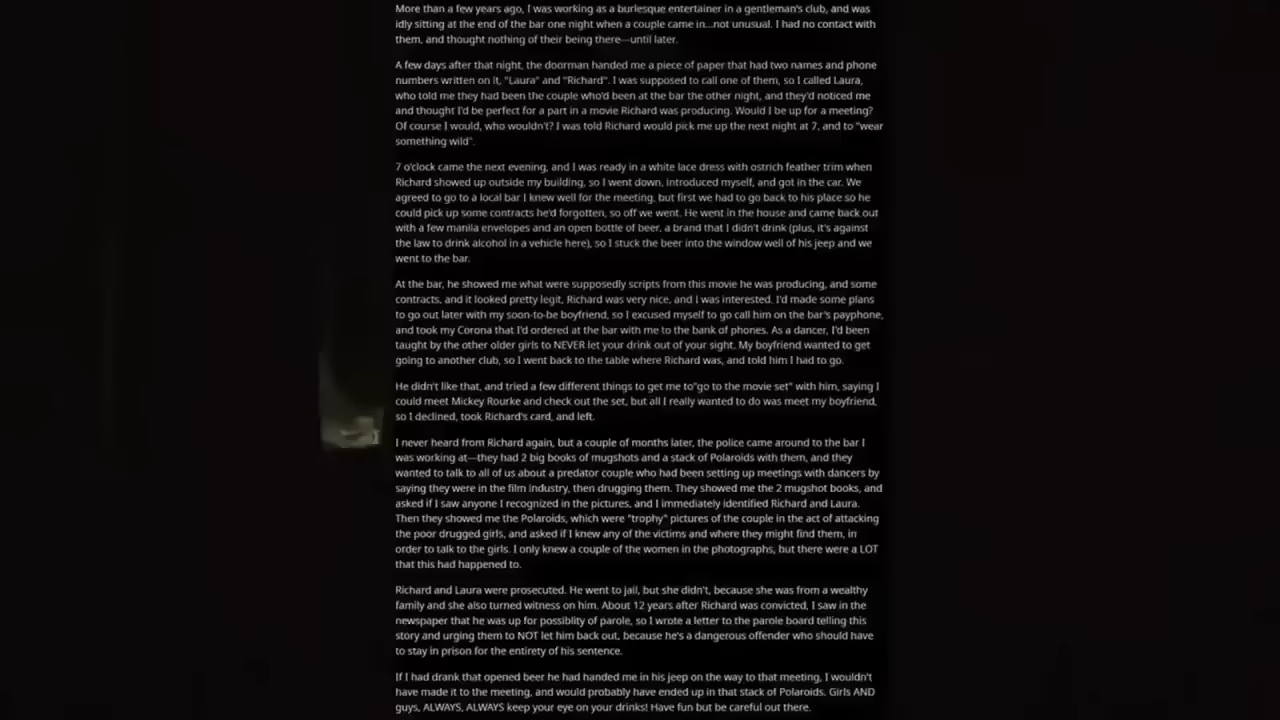 More than a few years ago, I was working as a burlesque entertainer in a gentleman's club, and was
idly sitting at the end of the bar one night when a couple came in...not unusual. I had no contact with
them, and thought nothing of their being there---until later.
A few days after that night, the doorman handed me a piece of paper that had two names and phone
numbers written on it, "Laura" and "Richard". I was supposed to call one of them, so I called Laura,
who told me they had been the couple who'd been at the bar the other night, and they'd noticed me
and thought I'd be perfect for a part in a movie Richard was producing. Would I be up for a meeting?
Of course I would, who wouldn't? I was told Richard would pick me up the next night at 7, and to "wear
something wild".
7 o'clock came the next evening, and I was ready in a white lace dress with ostrich feather trim when
Richard showed up outside my building, so I went down, introduced myself, and got in the car. We
agreed to go to a local bar I knew well for the meeting, but first we had to go back to his place so he
could pick up some contracts he'd forgotten, so off we went. He went in the house and came back out
with a few manila envelopes and an open bottle of beer, a brand that I didn't drink (plus, it's against
the law to drink alcohol in a vehicle here), so I stuck the beer into the window well of his jeep and we
went to the bar.
At the bar, he showed me what were supposedly scripts from this movie he was producing, and some
contracts, and it looked pretty legit, Richard was very nice, and I was interested. I'd made some plans
to go out later with my soon-to-be boyfriend, so I excused myself to go call him on the bar's payphone,
and took my Corona that I'd ordered at the bar with me to the bank of phones. As a dancer, I'd been
taught by the other older girls to NEVER let your drink out of your sight. My boyfriend wanted to get
going to another club, so I went back to the table where Richard was, and told him I had to go.
He didn't like that, and tried a few different things to get me to"go to the movie set" with him, saying I
could meet Mickey Rourke and check out the set, but all I really wanted to do was meet my boyfriend,
so I declined, took Richard's card, and left.
I never heard from Richard again, but a couple of months later, the police came around to the bar I
was working at---they had 2 big books of mugshots and a stack of Polaroids with them, and they
wanted to talk to all of us about a predator couple who had been setting up meetings with dancers by
saying they were in the film industry, then drugging them. They showed me the 2 mugshot books, and
asked if I saw anyone I recognized in the pictures, and I immediately identified Richard and Laura.
Then they showed me the Polaroids, which were "trophy" pictures of the couple in the act of attacking
the poor drugged girls, and asked if I knew any of the victims and where they might find them, in
order to talk to the girls. I only knew a couple of the women in the photographs, but there were a LOT
that this had happened to.
Richard and Laura were prosecuted. He went to jail, but she didn't, because she was from a wealthy
family and she also turned witness on him. About 12 years after Richard was convicted, I saw in the
newspaper that he was up for possiblity of parole, so I wrote a letter to the parole board telling this
story and urging them to NOT let him back out, because he's a dangerous offender who should have
to stay in prison for the entirety of his sentence.
If I had drank that opened beer he had handed me in his jeep on the way to that meeting, I wouldn't
have made it to the meeting, and would probably have ended up in that stack of Polaroids. Girls AND
guys, ALWAYS, ALWAYS keep your eye on your drinks! Have fun but be careful out there.